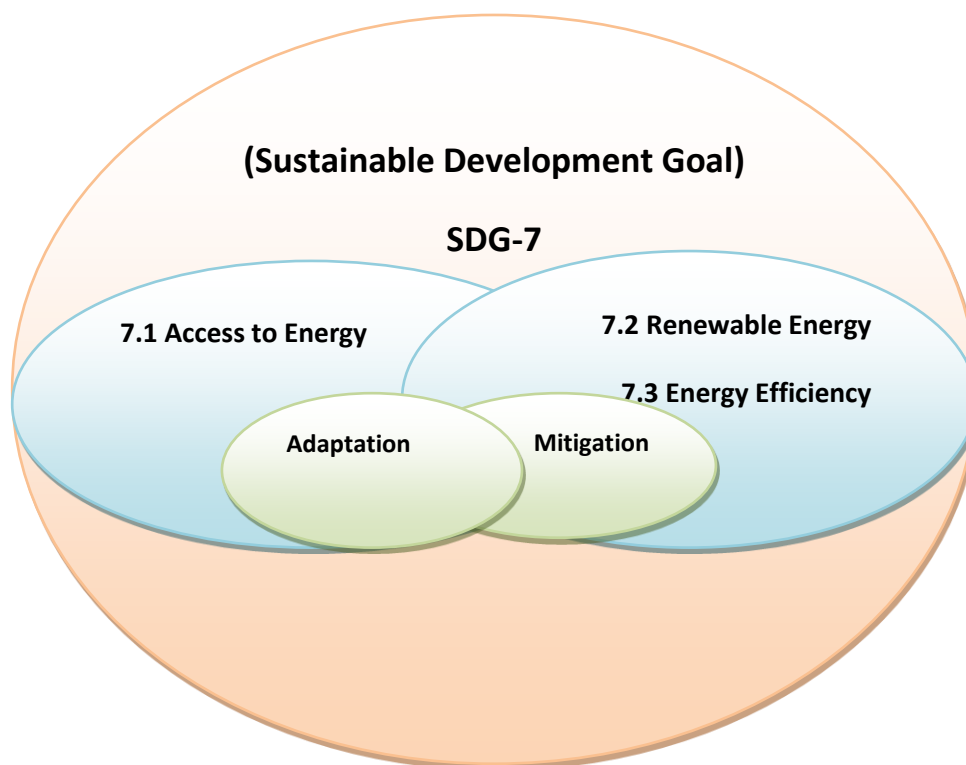 (Sustainable Development Goal)
SDG-7
7.1 Access to Energy
7.2 Renewable Energy
7.3 Energy Efficiency
Adaptation
Mitigation